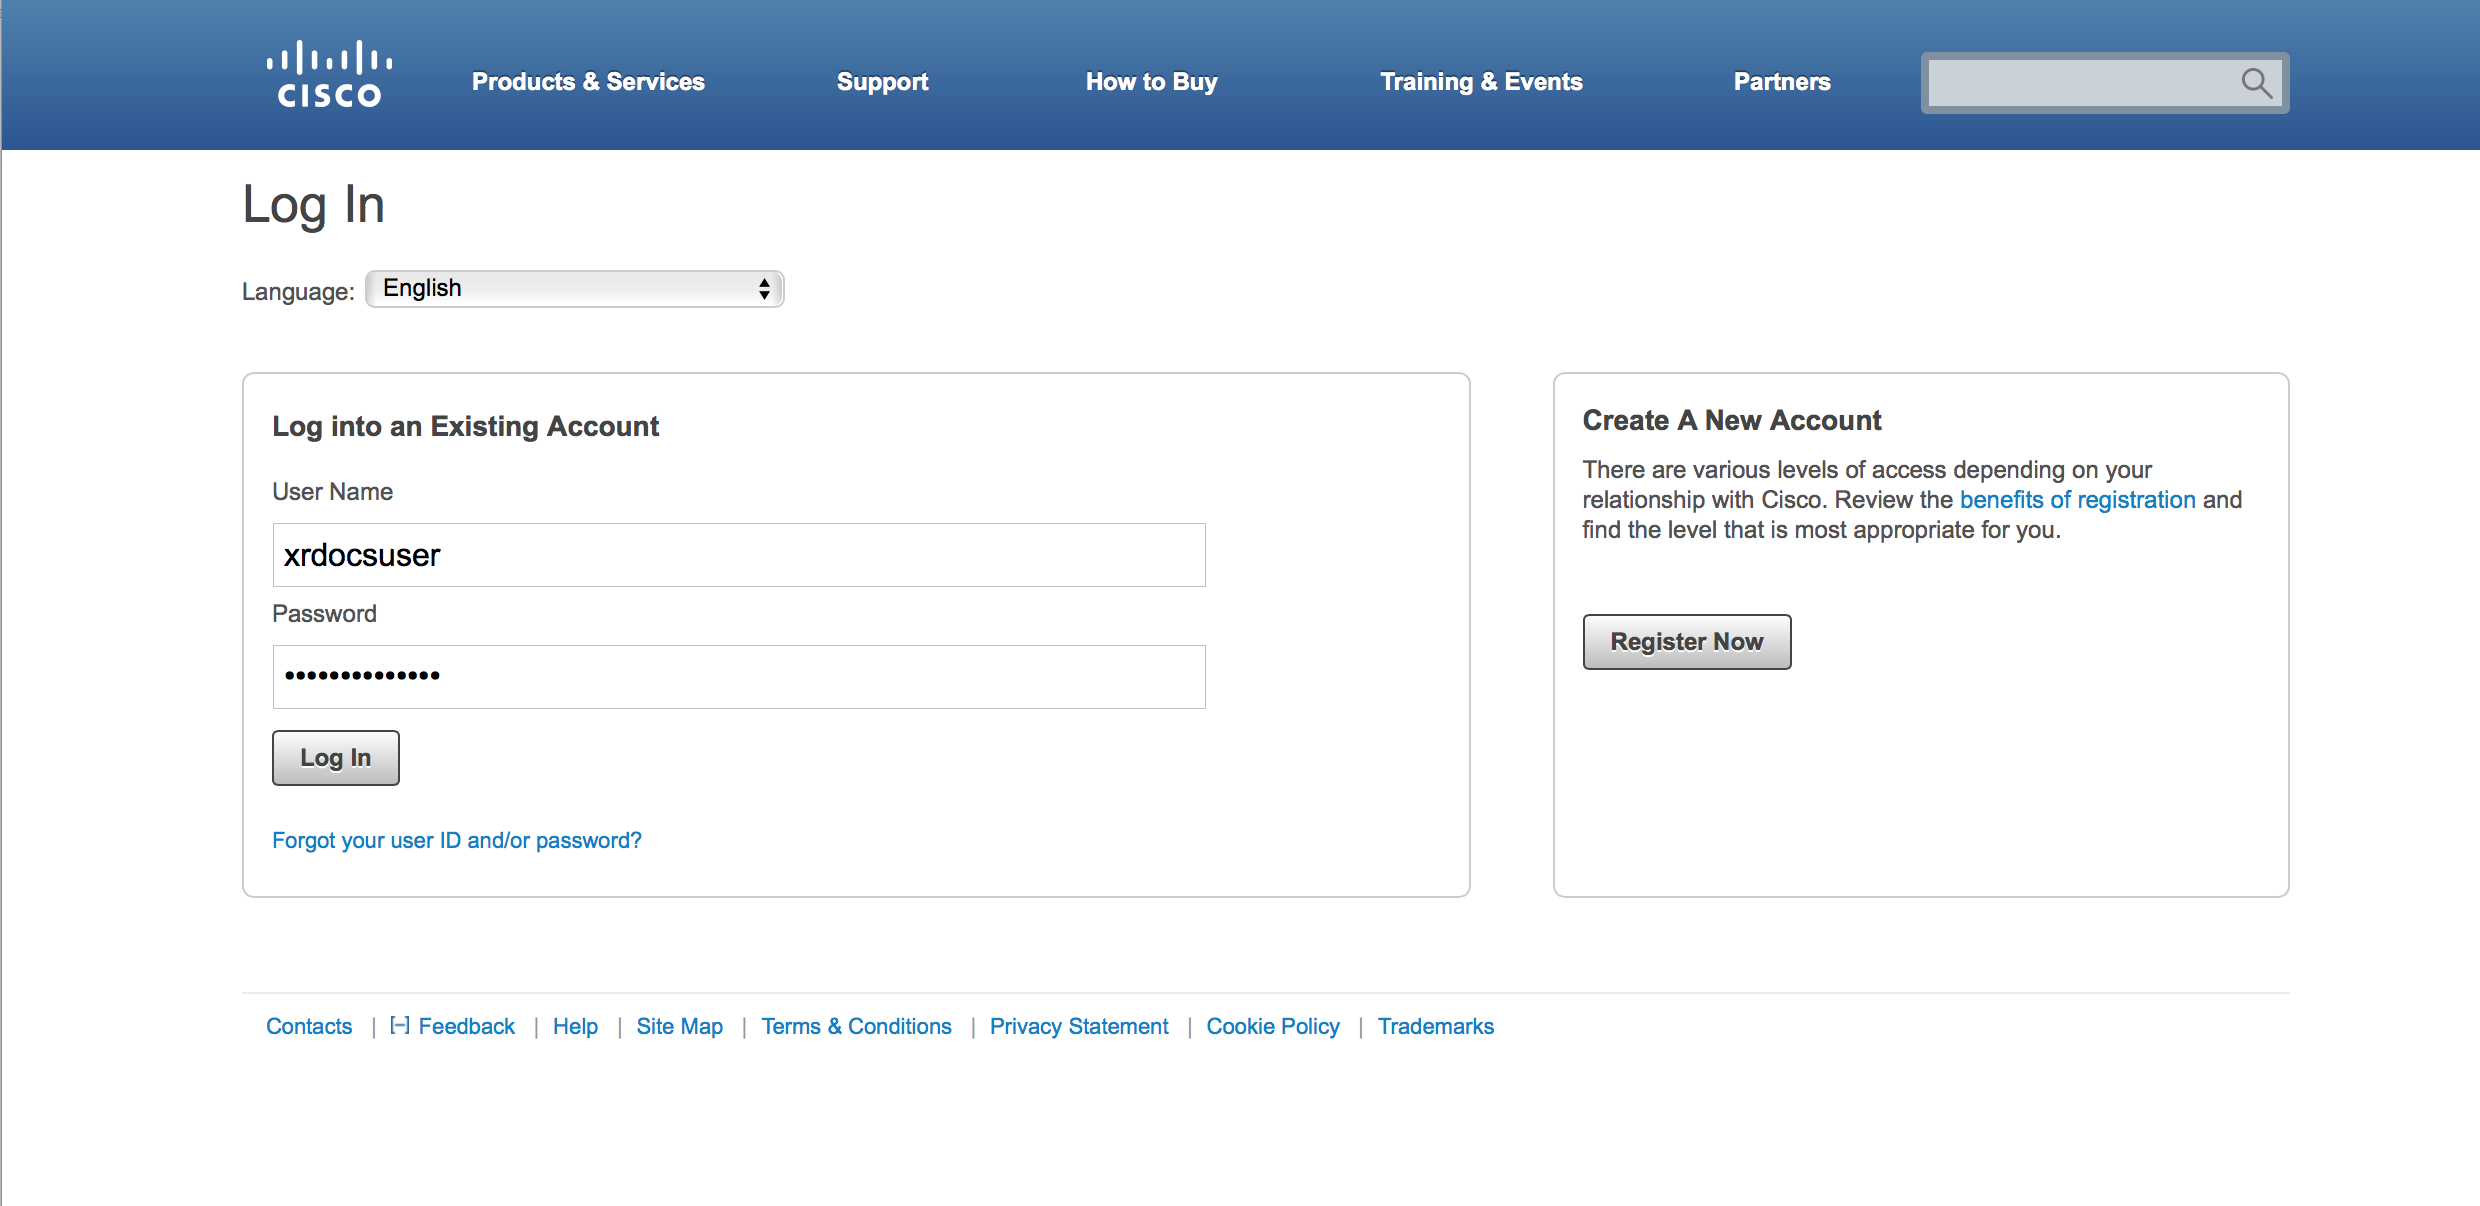 CISCO
Products & Services
Support
How to Buy
Training & Events
Partners
Log In
Language:
English
Log into an Existing Account
User Name
xrdocsuser
Password
••••••••••••••
Log In
Forgot your user ID and/or password?
Create A New Account
There are various levels of access depending on your
relationship with Cisco. Review the benefits of registration and
find the level that is most appropriate for you.
Register Now
Contacts | [–] Feedback | Help | Site Map | Terms & Conditions | Privacy Statement | Cookie Policy | Trademarks